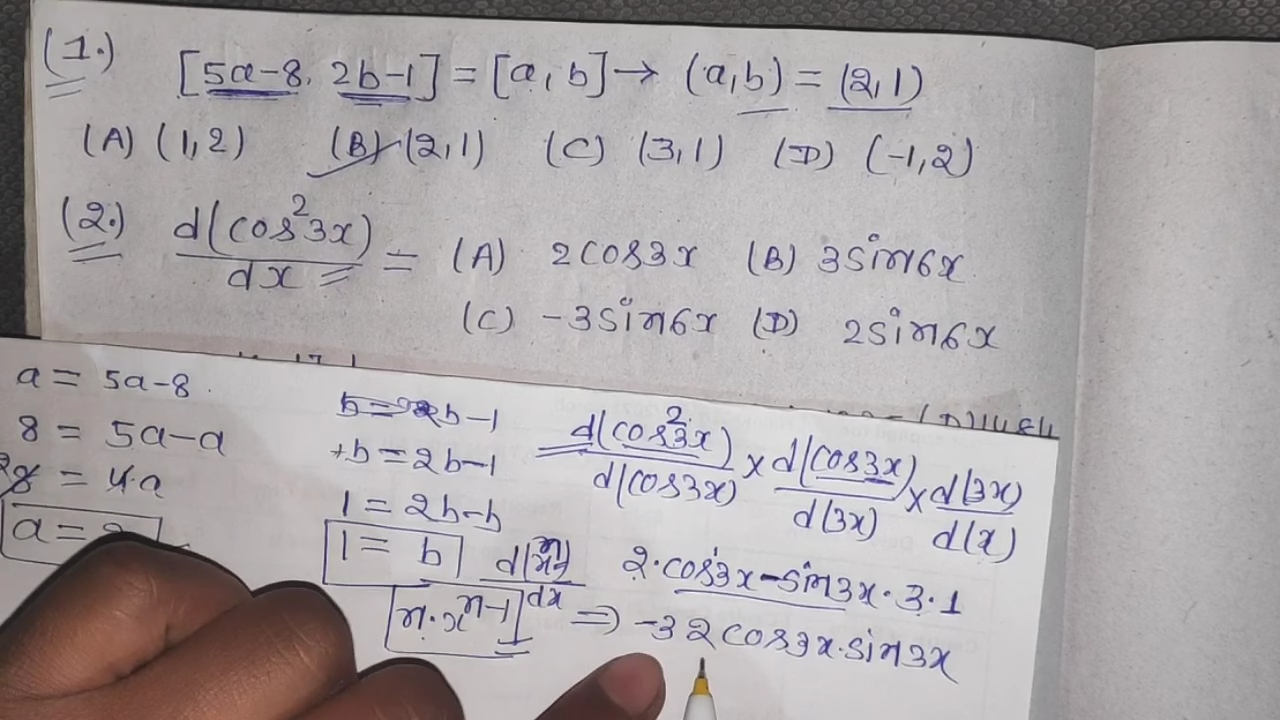 (1.) [5a-8, 2b-1] = [a, b] → (a,b) = (2,1)
(A) (1,2) (B) (2,1) (C) (3,1) (D) (-1,2)
(2.) d(cos²3x)/dx = (A) 2cos3x (B) 3sin6x
(C) -3sin6x (D) 2sin6x
a = 5a-8
8 = 5a-a
8 = 4a
a =
b = 2b-1
+b = 2b-1
1 = 2b-b
1 = b
d(xⁿ)/dx
n·xⁿ⁻¹
d(cos²3x)/d(cos3x) × d(cos3x)/d(3x) × d(3x)/d(x)
2·cos3x-sin3x·3·1
⇒ -3 2cos3x·sin3x